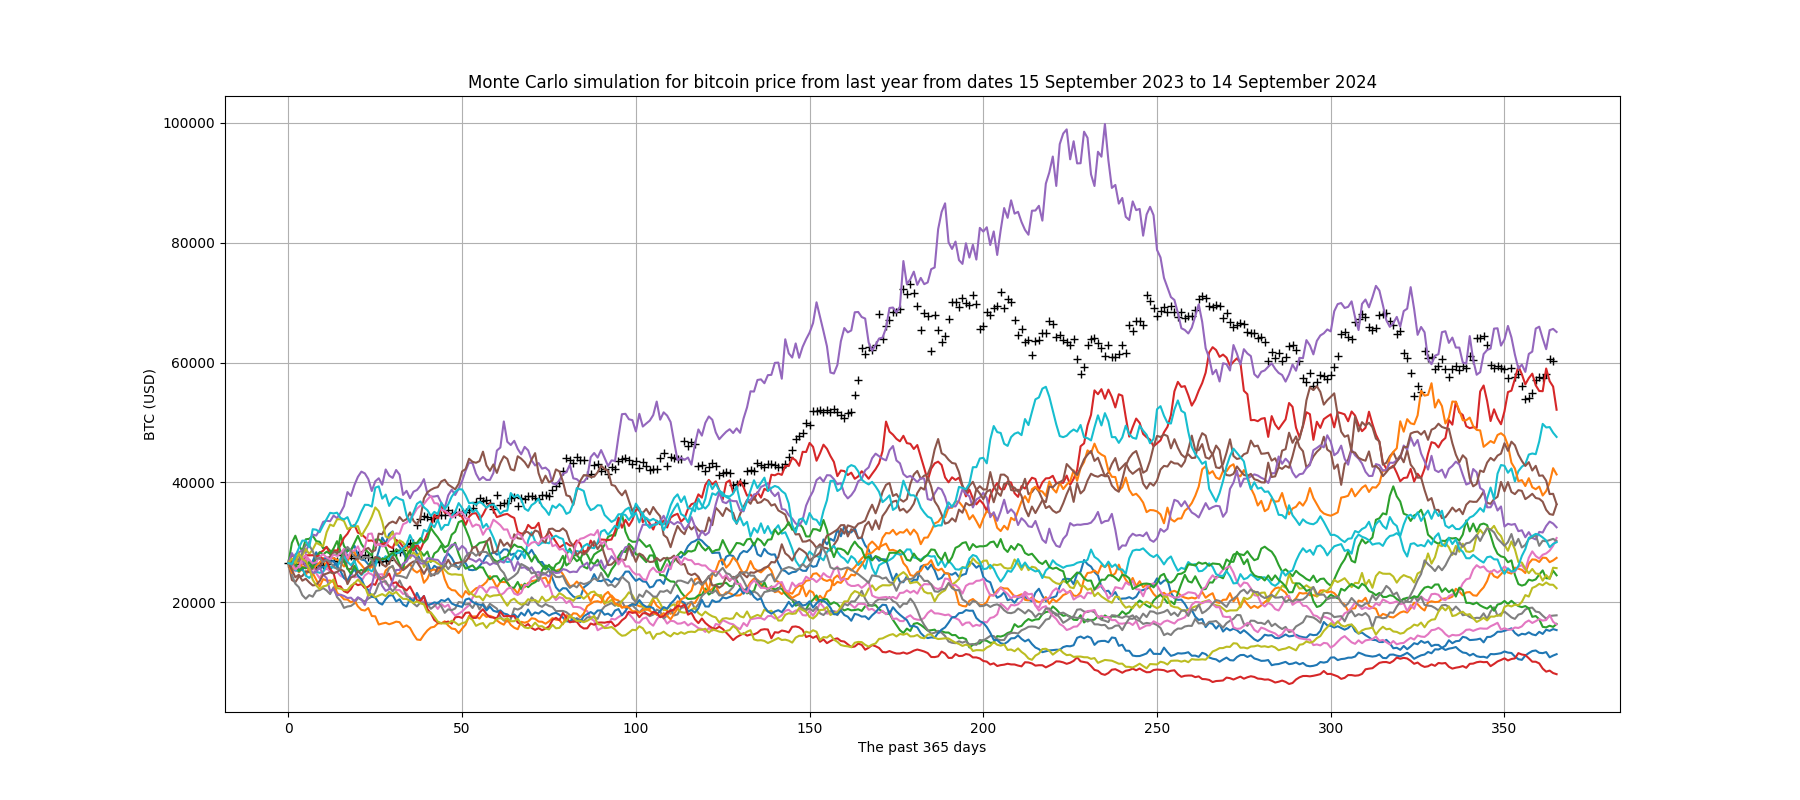 Monte Carlo simulation for bitcoin price from last year from dates 15 September 2023 to 14 September 2024
100000
80000
60000
40000
20000
BTC (USD)
0 50 100 150 200 250 300 350
The past 365 days